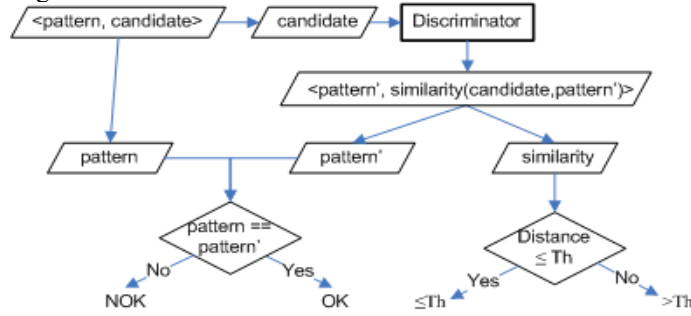 <pattern, candidate>
candidate
Discriminator
<pattern', similarity(candidate,pattern')>
pattern
pattern'
similarity
pattern ==
pattern'
Distance
≤ Th
No
Yes
Yes
No
NOK
OK
≤Th
>Th